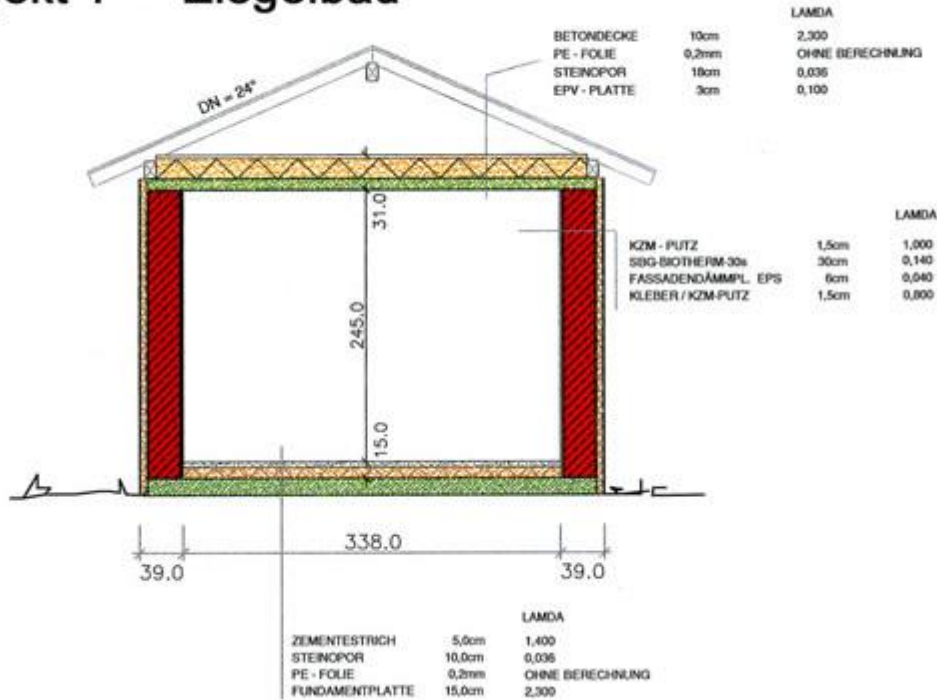 Ziegelbau
LAMDA
BETONDECKE 10cm 2,300
PE - FOLIE 0,2mm OHNE BERECHNUNG
STEINOPOR 18cm 0,036
EPV - PLATTE 3cm 0,100
DN = 24°
31.0
LAMDA
KZM - PUTZ 1,5cm 1,000
SBG-BIOTHERM-30s 30cm 0,140
FASSADENDÄMMPL. EPS 6cm 0,040
KLEBER / KZM-PUTZ 1,5cm 0,800
245.0
15.0
338.0
39.0 39.0
LAMDA
ZEMENTESTRICH 5,0cm 1,400
STEINOPOR 10,0cm 0,036
PE - FOLIE 0,2mm OHNE BERECHNUNG
FUNDAMENTPLATTE 15,0cm 2,300